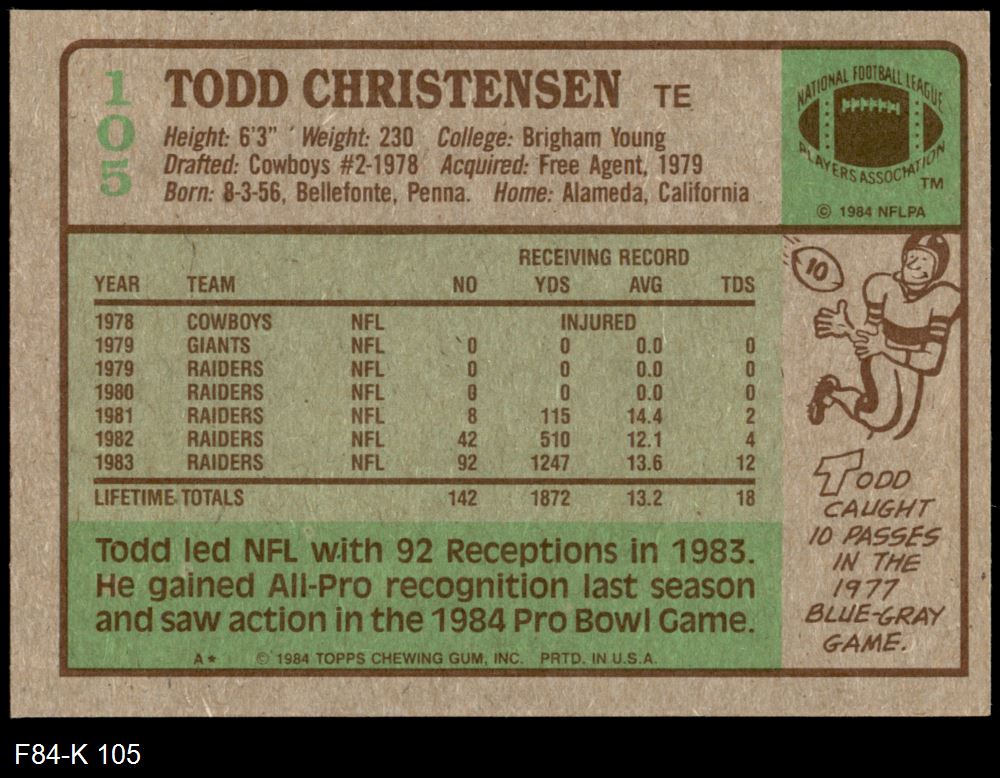 105
TODD CHRISTENSEN TE
Height: 6'3" Weight: 230 College: Brigham Young
Drafted: Cowboys #2-1978 Acquired: Free Agent, 1979
Born: 8-3-56, Bellefonte, Penna. Home: Alameda, California
NATIONAL FOOTBALL LEAGUE
PLAYERS ASSOCIATION
TM
© 1984 NFLPA
RECEIVING RECORD
YEAR TEAM NO YDS AVG TDS
1978 COWBOYS NFL INJURED
1979 GIANTS NFL 0 0 0.0 0
1979 RAIDERS NFL 0 0 0.0 0
1980 RAIDERS NFL 0 0 0.0 0
1981 RAIDERS NFL 8 115 14.4 2
1982 RAIDERS NFL 42 510 12.1 4
1983 RAIDERS NFL 92 1247 13.6 12
LIFETIME TOTALS 142 1872 13.2 18
Todd led NFL with 92 Receptions in 1983.
He gained All-Pro recognition last season
and saw action in the 1984 Pro Bowl Game.
A* © 1984 TOPPS CHEWING GUM, INC. PRTD. IN U.S.A.
10
TODD
CAUGHT
10 PASSES
IN THE
1977
BLUE-GRAY
GAME.
F84-K 105